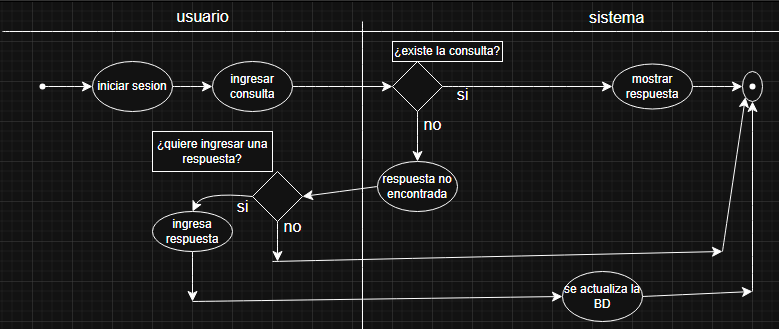 usuario
sistema
¿existe la consulta?
iniciar sesion
ingresar
consulta
si
mostrar
respuesta
no
¿quiere ingresar una
respuesta?
respuesta no
encontrada
si
ingresa
respuesta
no
se actualiza la
BD